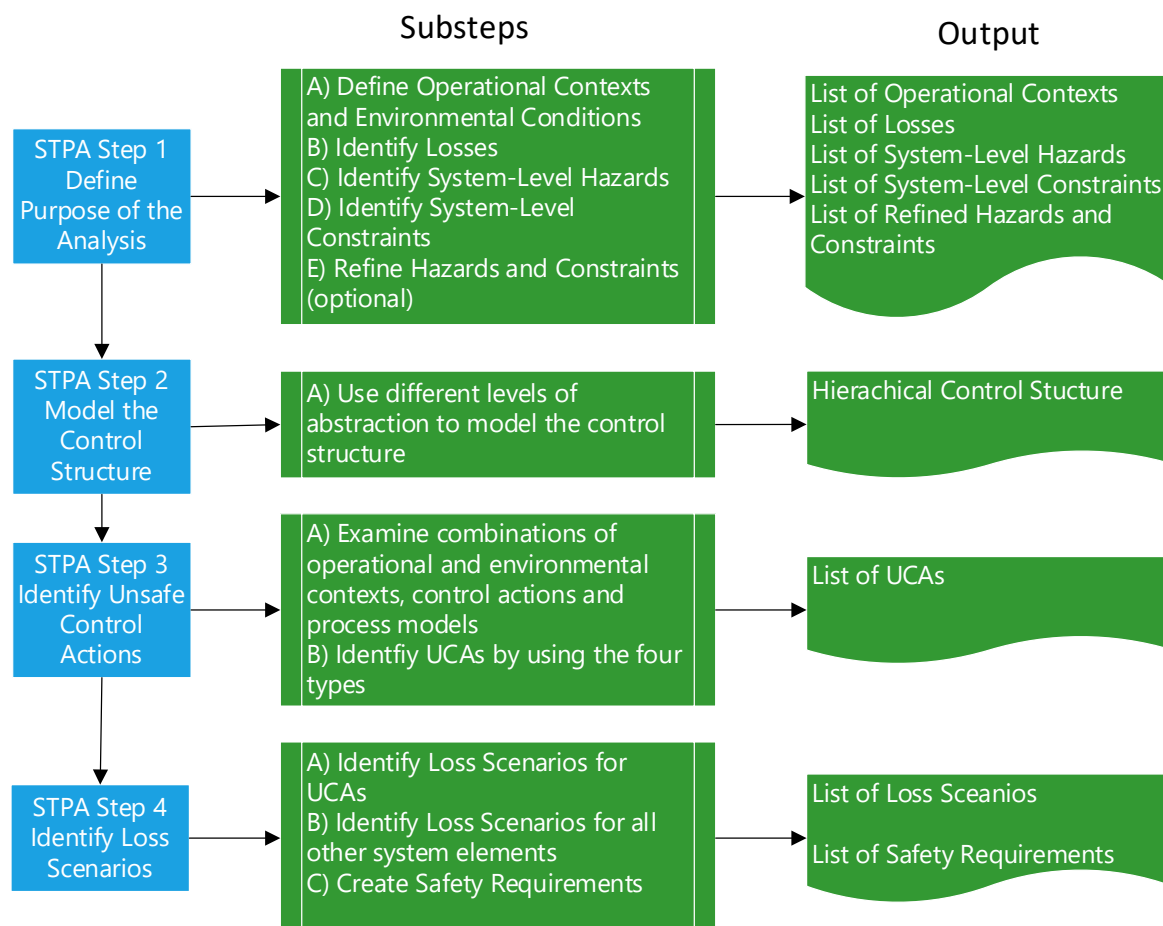 Substeps
Output
STPA Step 1
Define
Purpose of the
Analysis
A) Define Operational Contexts
and Environmental Conditions
B) Identify Losses
C) Identify System-Level Hazards
D) Identify System-Level
Constraints
E) Refine Hazards and Constraints
(optional)
List of Operational Contexts
List of Losses
List of System-Level Hazards
List of System-Level Constraints
List of Refined Hazards and
Constraints
STPA Step 2
Model the
Control
Structure
A) Use different levels of
abstraction to model the control
structure
Hierachical Control Stucture
STPA Step 3
Identify Unsafe
Control
Actions
A) Examine combinations of
operational and environmental
contexts, control actions and
process models
B) Identfiy UCAs by using the four
types
List of UCAs
STPA Step 4
Identify Loss
Scenarios
A) Identify Loss Scenarios for
UCAs
B) Identify Loss Scenarios for all
other system elements
C) Create Safety Requirements
List of Loss Sceanios
List of Safety Requirements